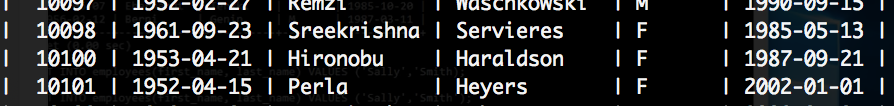 | 10097 | 1952-02-27 | Remzi | Waschkowski | M | 1990-09-15 |
| 10098 | 1961-09-23 | Sreekrishna | Servieres | F | 1985-05-13 |
| 10100 | 1953-04-21 | Hironobu | Haraldson | F | 1987-09-21 |
| 10101 | 1952-04-15 | Perla | Heyers | F | 2002-01-01 |